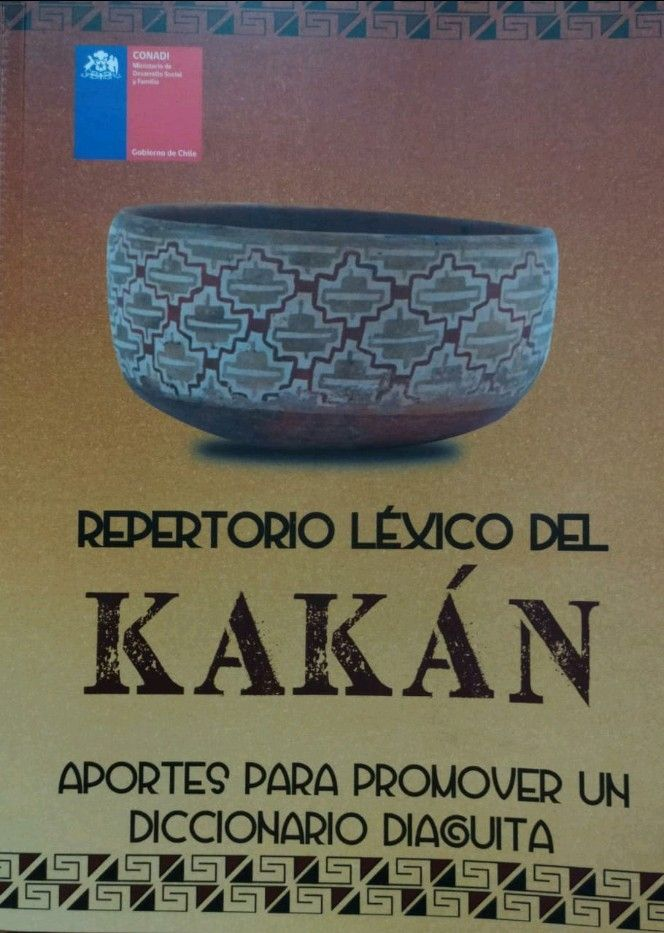 CONADI
Ministerio de
Desarrollo Social
y Familia
Gobierno de Chile
REPERTORIO LÉXICO DEL
KAKÁN
APORTES PARA PROMOVER UN
DICCIONARIO DIAGUITA